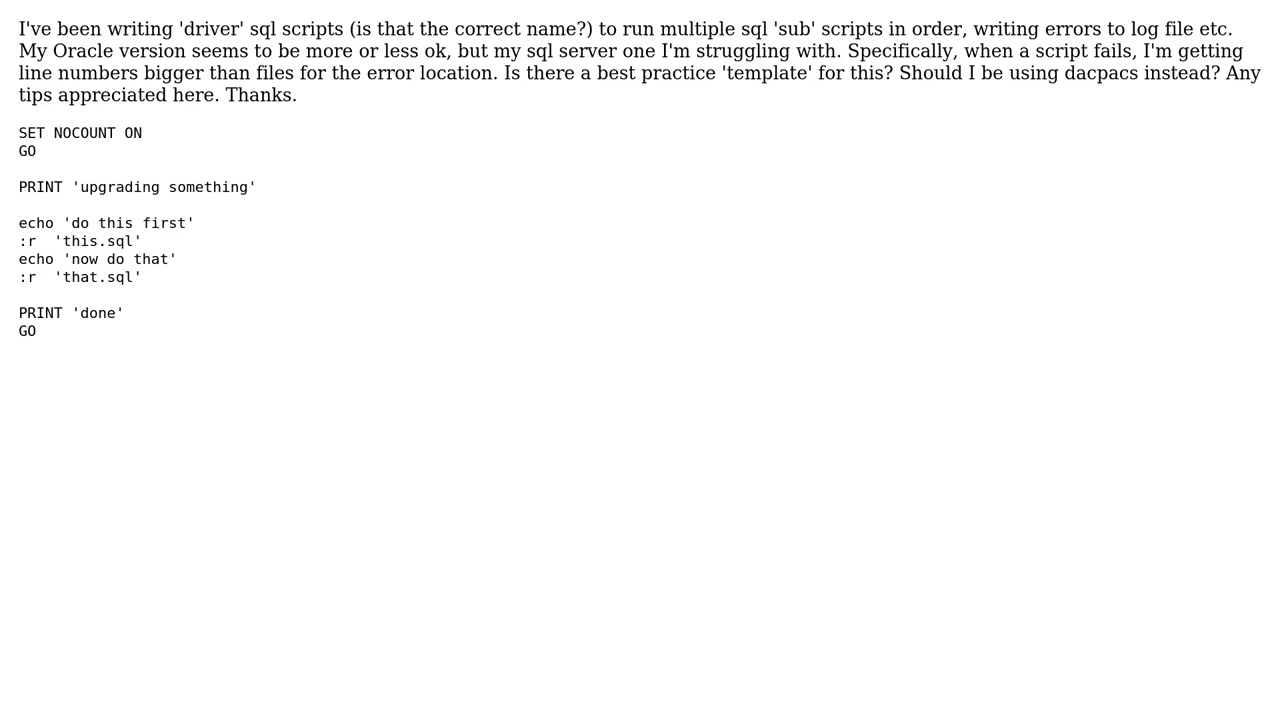 I've been writing 'driver' sql scripts (is that the correct name?) to run multiple sql 'sub' scripts in order, writing errors to log file etc.
My Oracle version seems to be more or less ok, but my sql server one I'm struggling with. Specifically, when a script fails, I'm getting
line numbers bigger than files for the error location. Is there a best practice 'template' for this? Should I be using dacpacs instead? Any
tips appreciated here. Thanks.
SET NOCOUNT ON
GO
PRINT 'upgrading something'
echo 'do this first'
:r  'this.sql'
echo 'now do that'
:r  'that.sql'
PRINT 'done'
GO